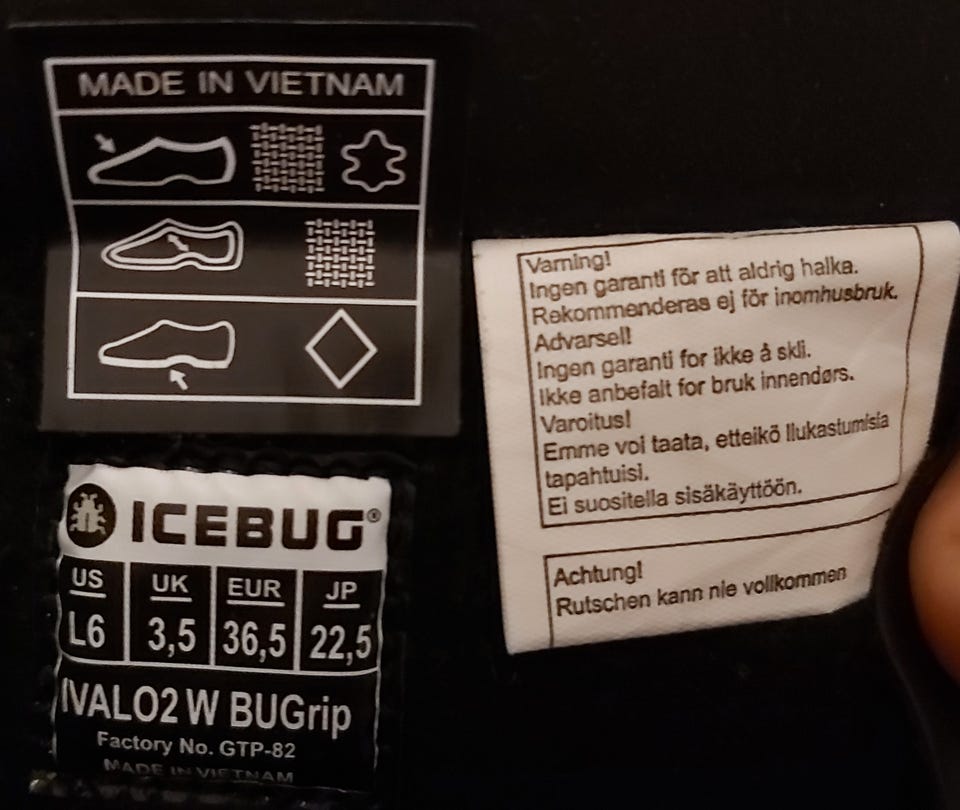 MADE IN VIETNAM
ICEBUG®
US UK EUR JP
L6 3,5 36,5 22,5
IVALO2 W BUGrip
Factory No. GTP-82
MADE IN VIETNAM
Varning!
Ingen garanti för att aldrig halka.
Rekommenderas ej för inomhusbruk.
Advarsel!
Ingen garanti for ikke å skli.
Ikke anbefalt for bruk innendørs.
Varoitus!
Emme voi taata, etteikö liukastumisia
tapahtuisi.
Ei suositella sisäkäyttöön.
Achtung!
Rutschen kann nie vollkommen